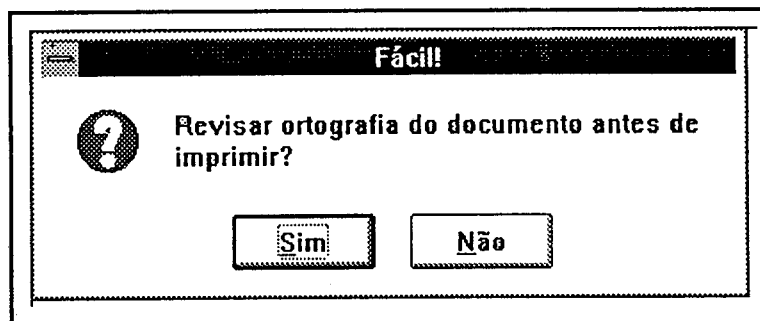 Fácil!
Revisar ortografia do documento antes de
imprimir?
Sim
Não